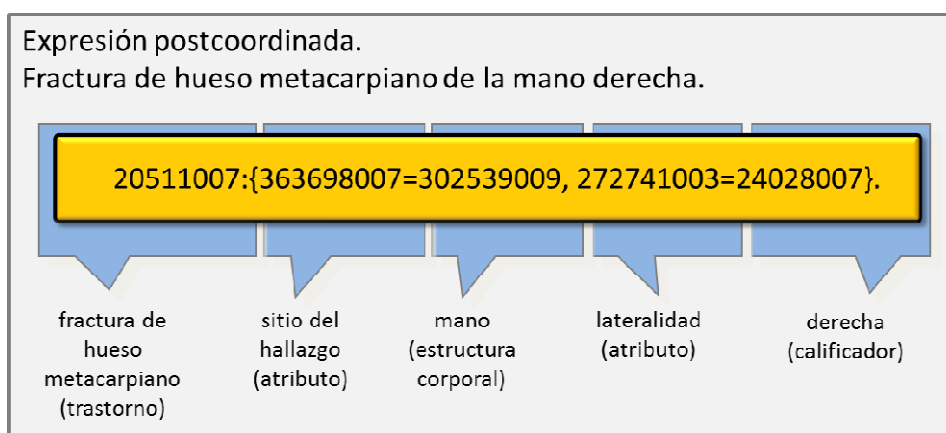 Expresión postcoordinada.
Fractura de hueso metacarpiano de la mano derecha.
20511007:{363698007=302539009, 272741003=24028007}.
fractura de
hueso
metacarpiano
(trastorno)
sitio del
hallazgo
(atributo)
mano
(estructura
corporal)
lateralidad
(atributo)
derecha
(calificador)